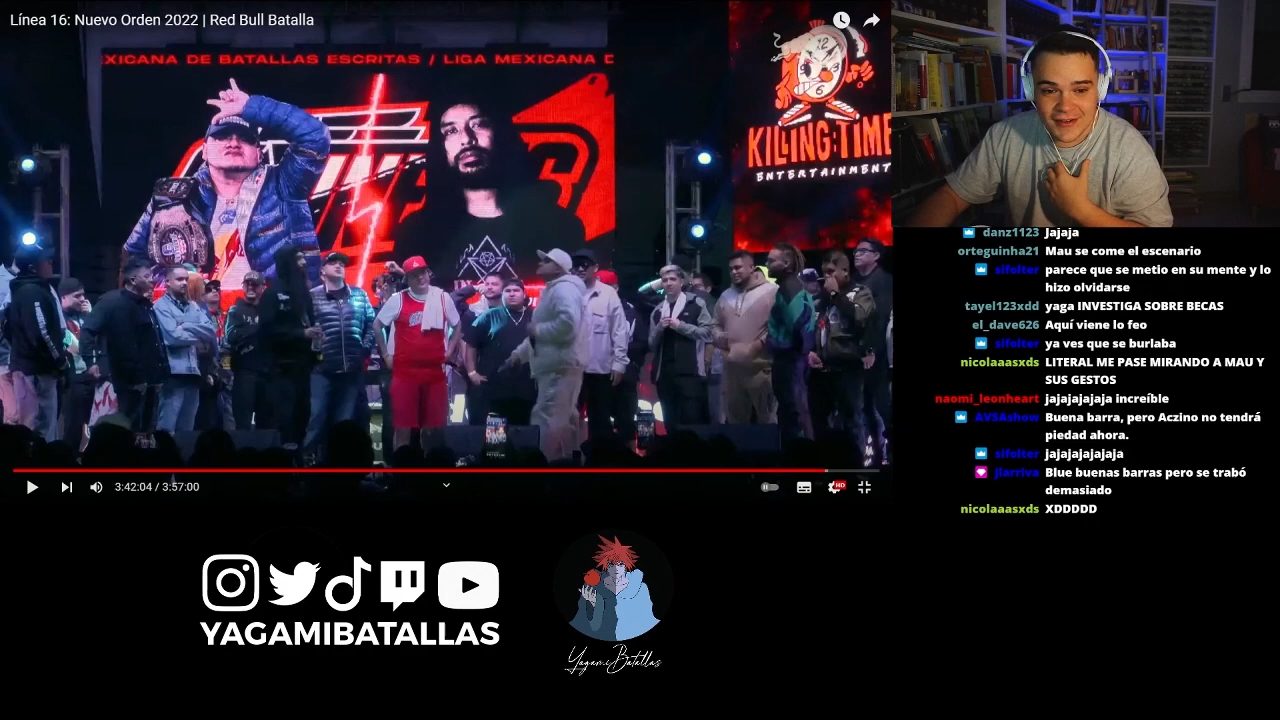 Línea 16: Nuevo Orden 2022 | Red Bull Batalla
XICANA DE BATALLAS ESCRITAS / LIGA MEXICANA D
KILLING TIME
ENTERTAINMENT
danz1123 Jajaja
orteguinha21 Mau se come el escenario
sifolter parece que se metio en su mente y lo
hizo olvidarse
tayel123xdd yaga INVESTIGA SOBRE BECAS
el_dave626 Aquí viene lo feo
sifolter ya ves que se burlaba
nicolaaasxds LITERAL ME PASE MIRANDO A MAU Y
SUS GESTOS
naomi_leonheart jajajajajaja increíble
AVSAshow Buena barra, pero Aczino no tendrá
piedad ahora.
sifolter jajajajajajaja
jlarriva Blue buenas barras pero se trabó
demasiado
nicolaaasxds XDDDDD
3:42:04 / 3:57:00
HD
YAGAMIBATALLAS
YagamiBatallas